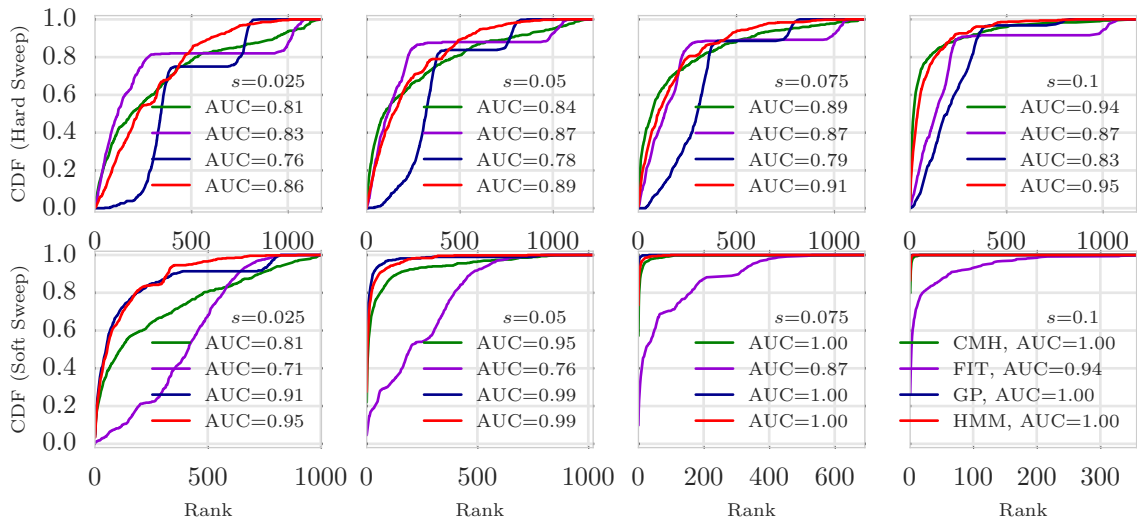 CDF (Hard Sweep)
1.0
0.8
0.6
0.4
0.2
0.0
s=0.025
AUC=0.81
AUC=0.83
AUC=0.76
AUC=0.86
0 500 1000
s=0.05
AUC=0.84
AUC=0.87
AUC=0.78
AUC=0.89
0 500 1000
s=0.075
AUC=0.89
AUC=0.87
AUC=0.79
AUC=0.91
0 500
s=0.1
AUC=0.94
AUC=0.87
AUC=0.83
AUC=0.95
0 500 1000
CDF (Soft Sweep)
1.0
0.8
0.6
0.4
0.2
0.0
s=0.025
AUC=0.81
AUC=0.71
AUC=0.91
AUC=0.95
0 500 1000
Rank
s=0.05
AUC=0.95
AUC=0.76
AUC=0.99
AUC=0.99
0 500 1000
Rank
s=0.075
AUC=1.00
AUC=0.87
AUC=1.00
AUC=1.00
0 200 400 600
Rank
s=0.1
CMH, AUC=1.00
FIT, AUC=0.94
GP, AUC=1.00
HMM, AUC=1.00
0 100 200 300
Rank